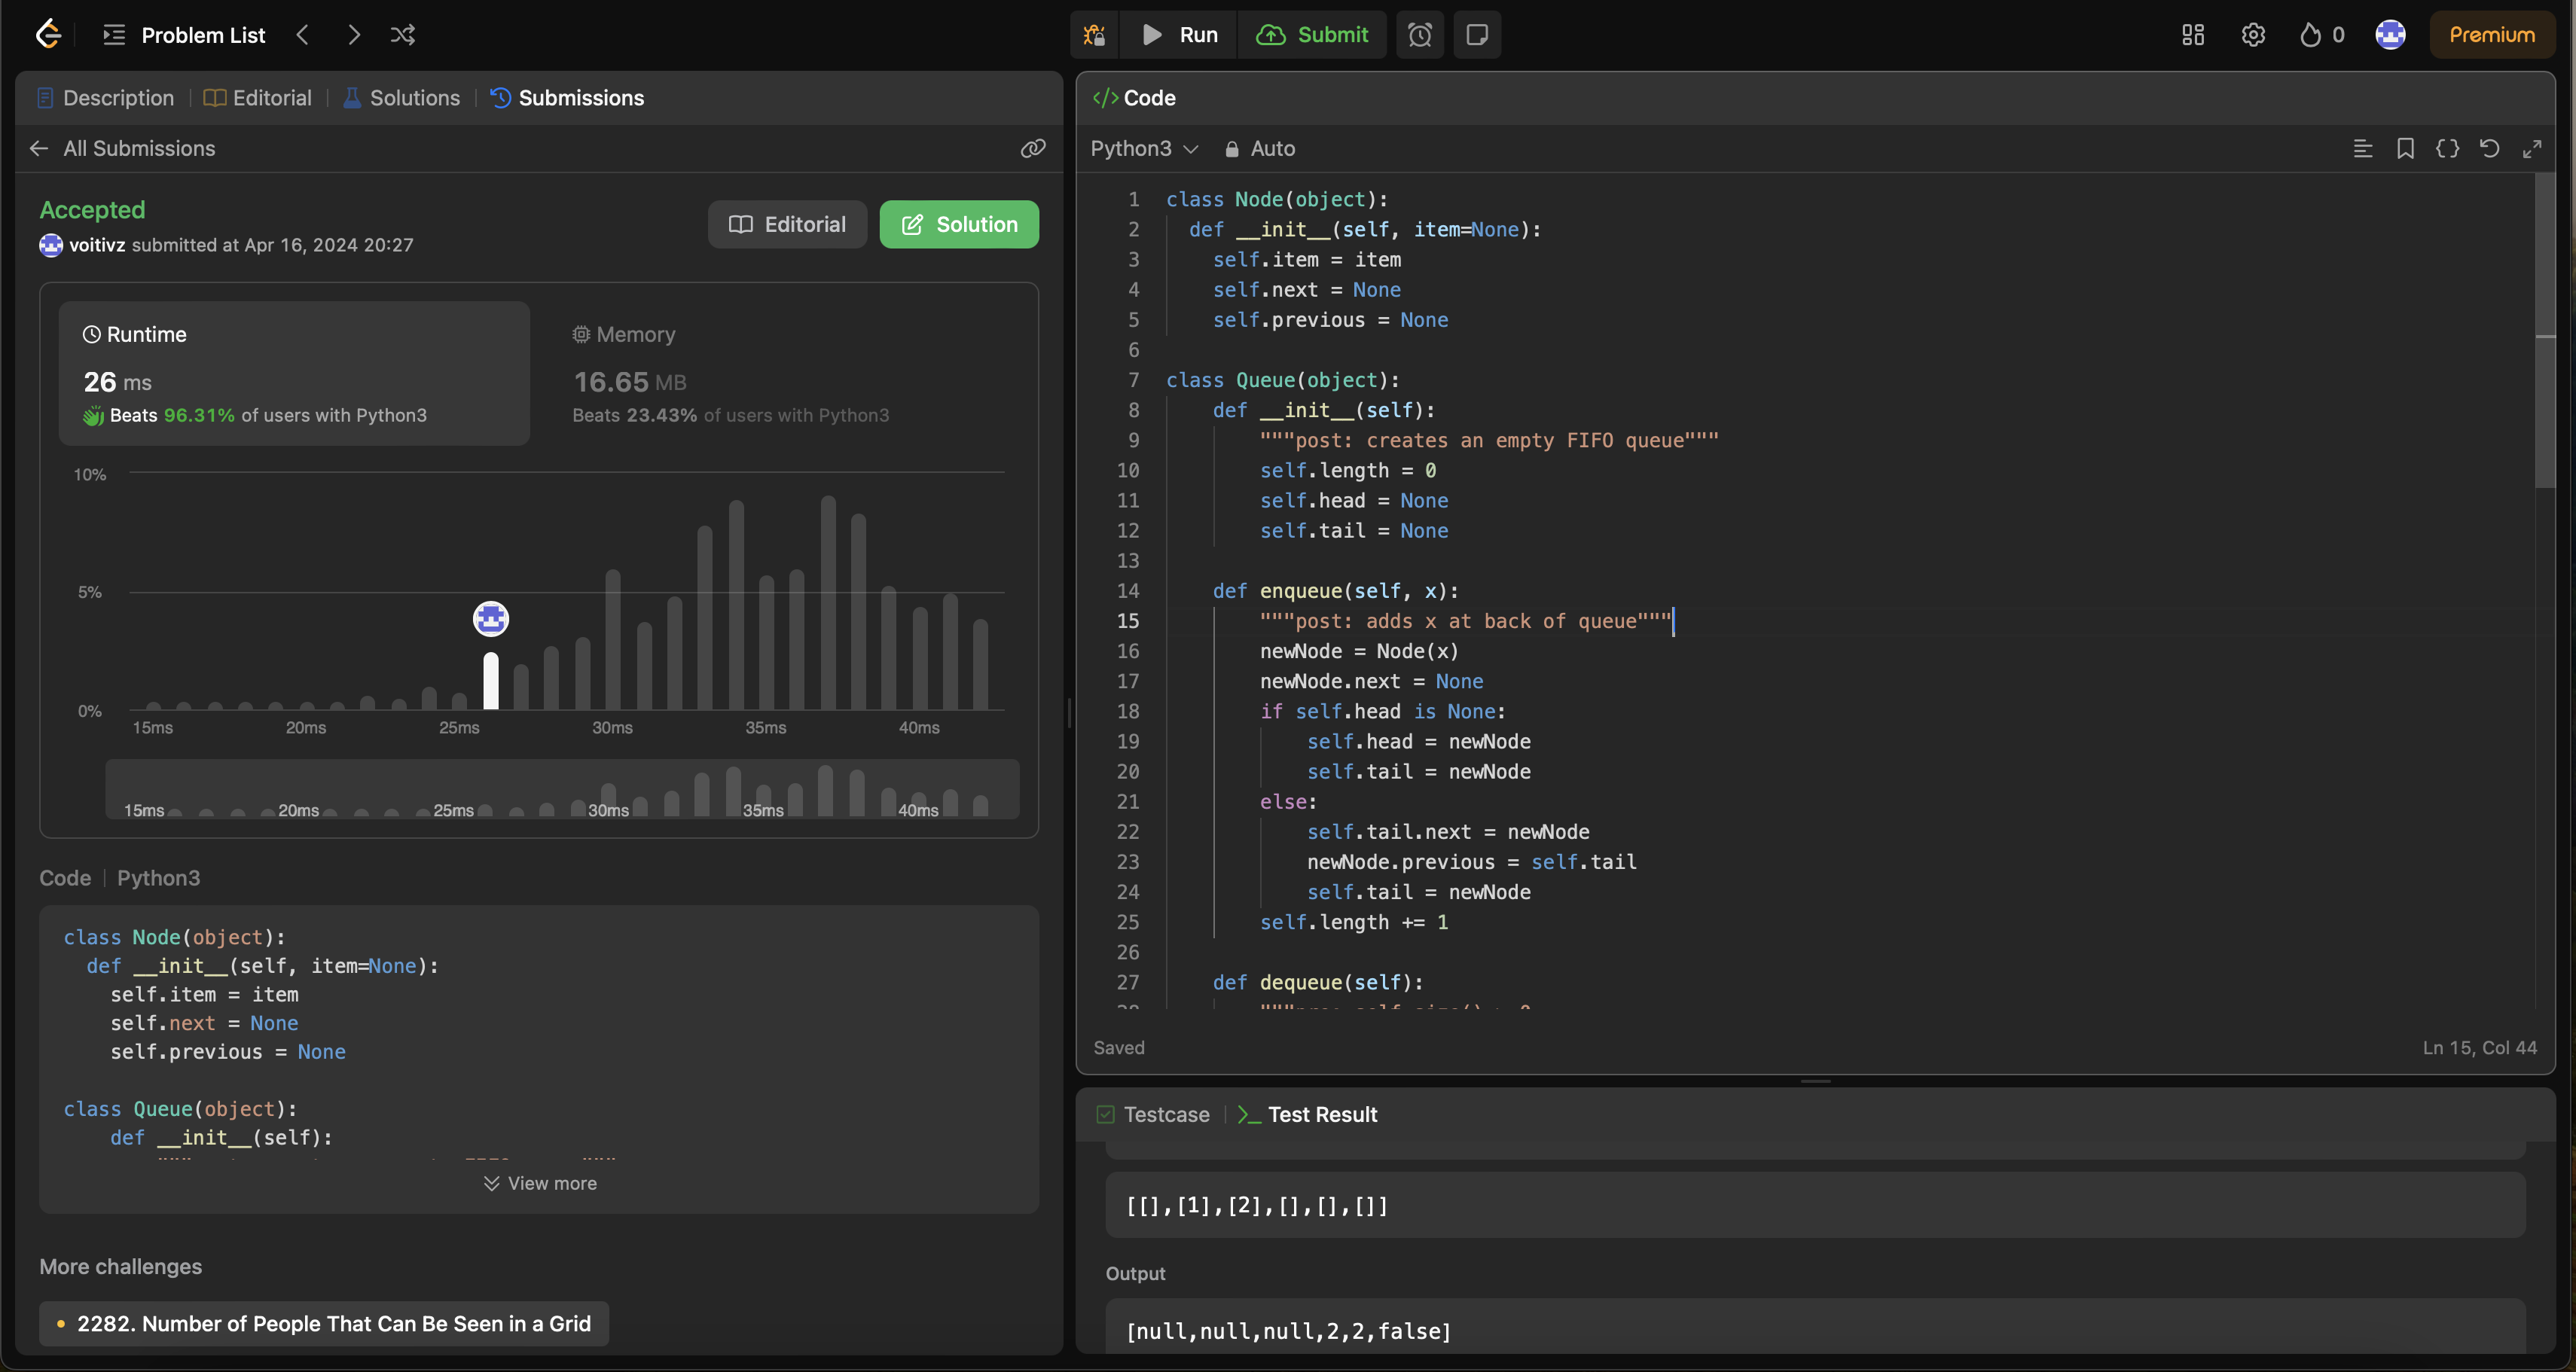 Problem List
Run
Submit
0
Premium
Description
Editorial
Solutions
Submissions
All Submissions
Accepted
voitivz submitted at Apr 16, 2024 20:27
Editorial
Solution
Runtime
26 ms
Beats 96.31% of users with Python3
Memory
16.65 MB
Beats 23.43% of users with Python3
10%
5%
0%
15ms 20ms 25ms 30ms 35ms 40ms
15ms 20ms 25ms 30ms 35ms 40ms
Code | Python3
class Node(object):
def __init__(self, item=None):
self.item = item
self.next = None
self.previous = None
class Queue(object):
def __init__(self):
View more
More challenges
2282. Number of People That Can Be Seen in a Grid
</> Code
Python3
Auto
1 class Node(object):
2 def __init__(self, item=None):
3 self.item = item
4 self.next = None
5 self.previous = None
6
7 class Queue(object):
8 def __init__(self):
9 """post: creates an empty FIFO queue"""
10 self.length = 0
11 self.head = None
12 self.tail = None
13
14 def enqueue(self, x):
15 """post: adds x at back of queue"""
16 newNode = Node(x)
17 newNode.next = None
18 if self.head is None:
19 self.head = newNode
20 self.tail = newNode
21 else:
22 self.tail.next = newNode
23 newNode.previous = self.tail
24 self.tail = newNode
25 self.length += 1
26
27 def dequeue(self):
Saved
Ln 15, Col 44
Testcase
Test Result
[[],[1],[2],[],[],[]]
Output
[null,null,null,2,2,false]